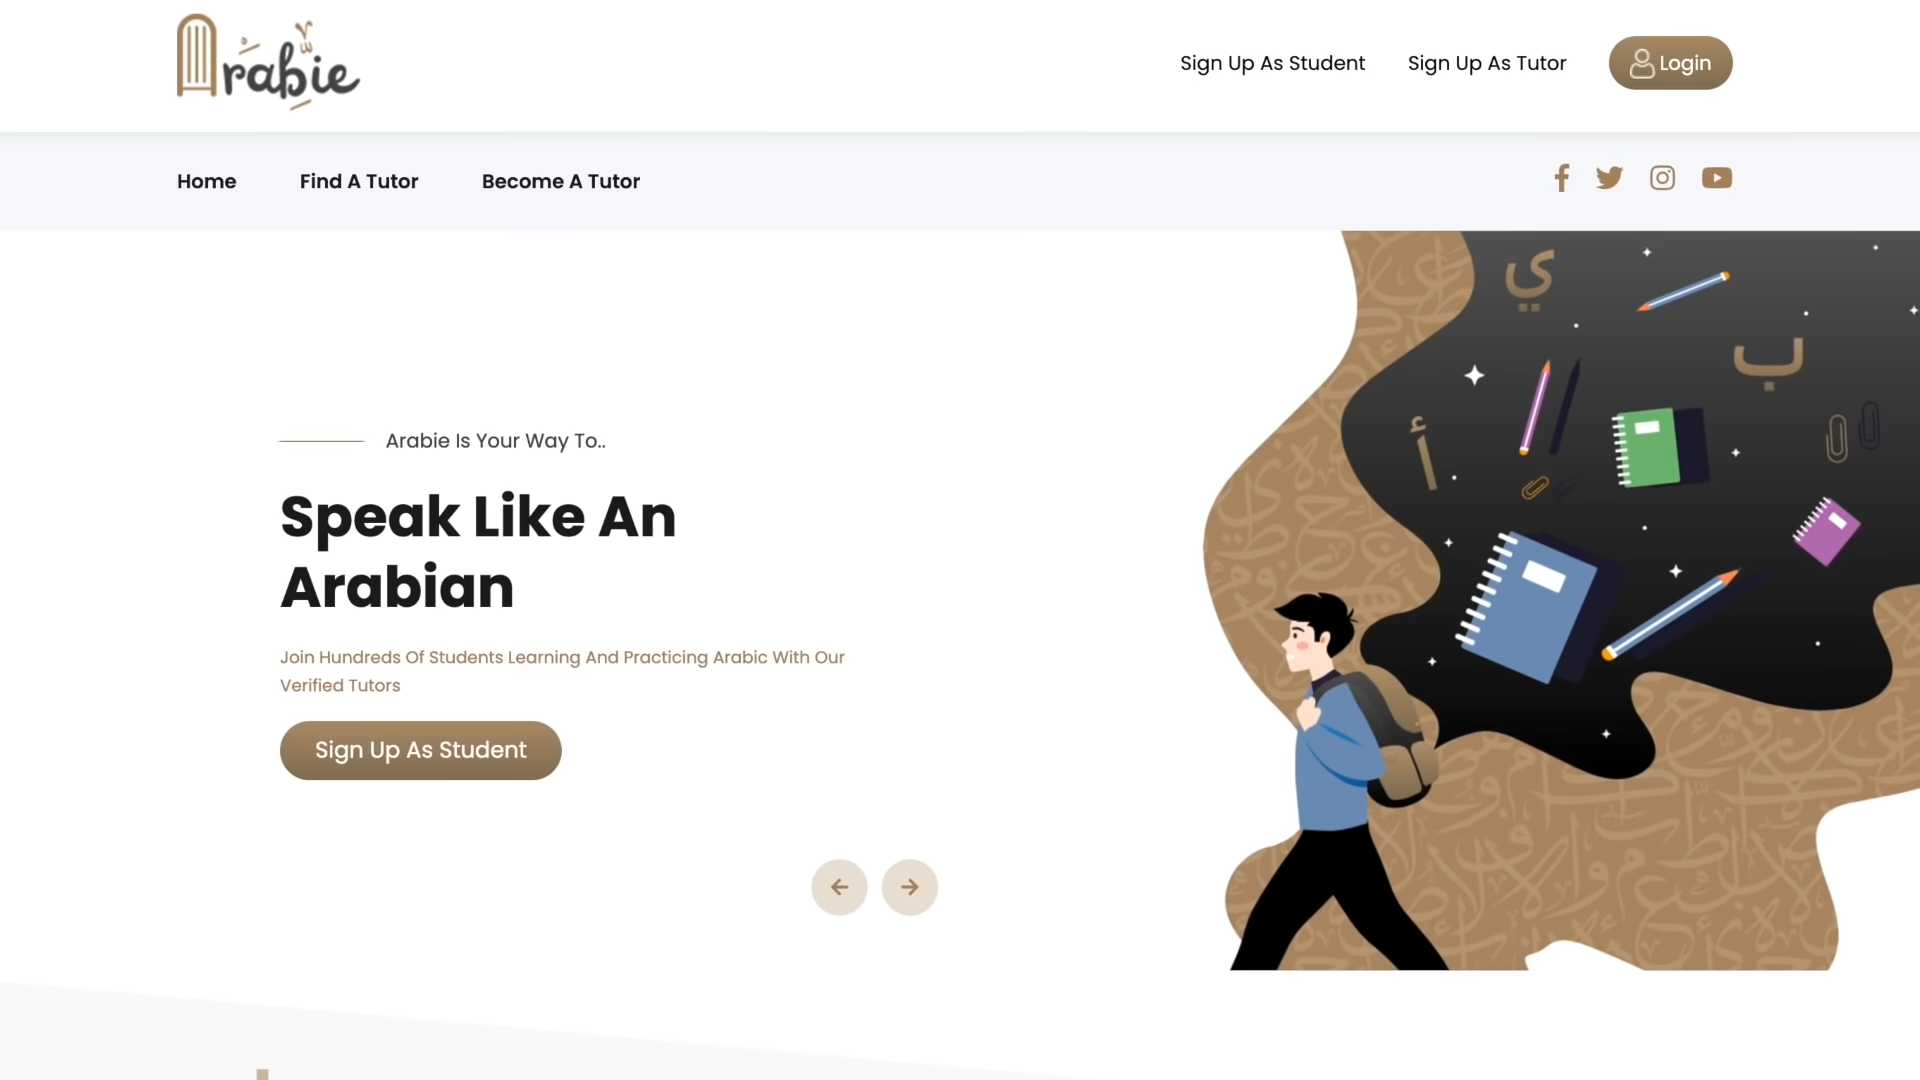 Arabie
Sign Up As Student
Sign Up As Tutor
Login
Home
Find A Tutor
Become A Tutor
Arabie Is Your Way To..
Speak Like An
Arabian
Join Hundreds Of Students Learning And Practicing Arabic With Our
Verified Tutors
Sign Up As Student
ي
ب
أ